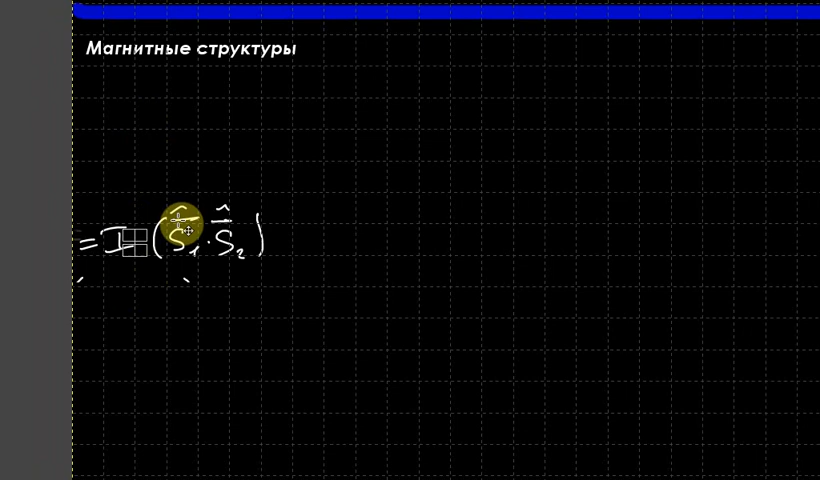 Магнитные структуры
= I (Ŝ₁ · Ŝ₂)